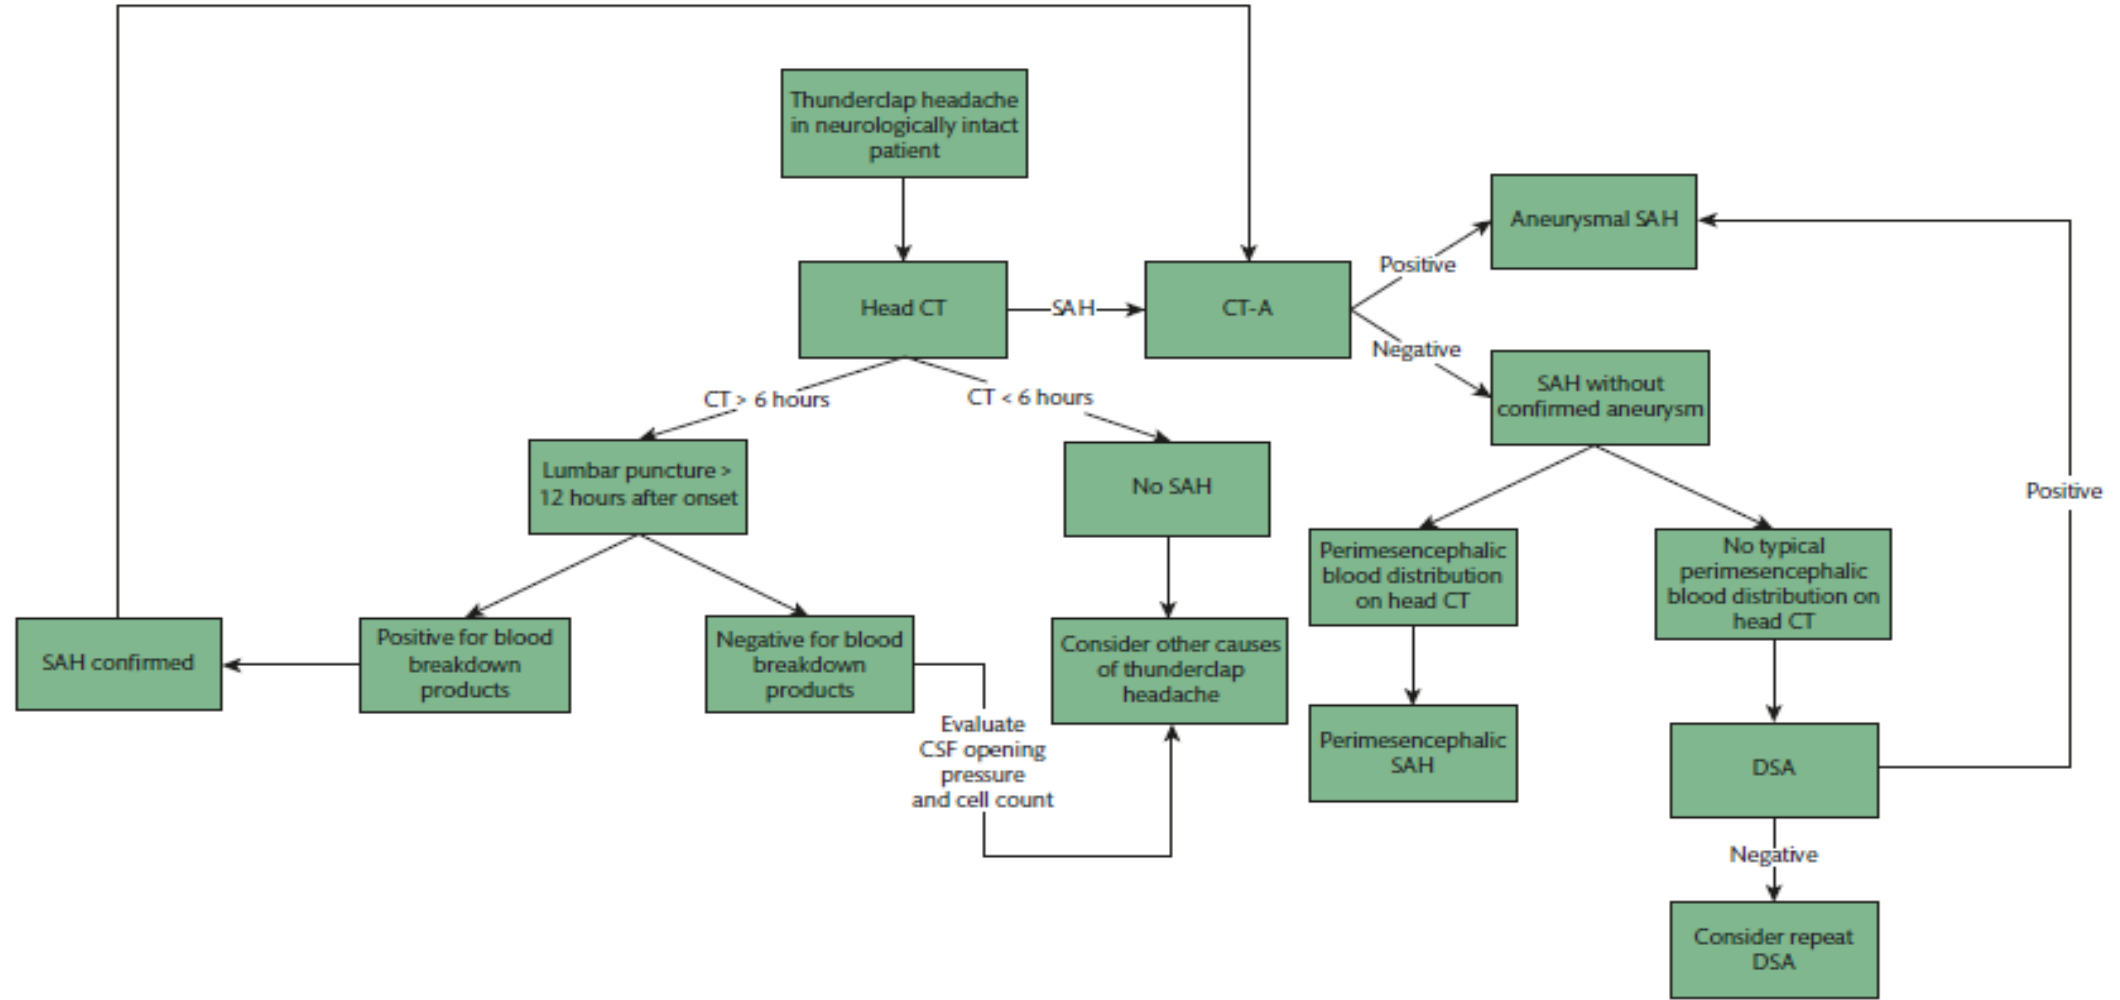 Thunderclap headache
in neurologically intact
patient
Head CT
SAH
CT-A
Positive
Aneurysmal SAH
Negative
SAH without
confirmed aneurysm
CT > 6 hours
CT < 6 hours
Lumbar puncture >
12 hours after onset
No SAH
Positive
Perimesencephalic
blood distribution
on head CT
No typical
perimesencephalic
blood distribution on
head CT
SAH confirmed
Positive for blood
breakdown
products
Negative for blood
breakdown
products
Consider other causes
of thunderclap
headache
Evaluate
CSF opening
pressure
and cell count
Perimesencephalic
SAH
DSA
Negative
Consider repeat
DSA